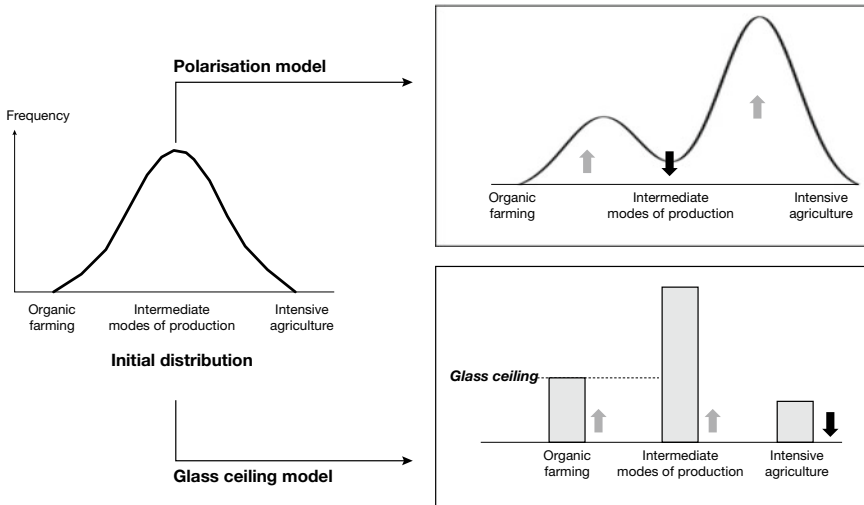 Polarisation model
Frequency
Organic
farming
Intermediate
modes of production
Intensive
agriculture
Initial distribution
Glass ceiling model
Organic
farming
Intermediate
modes of production
Intensive
agriculture
Glass ceiling
Organic
farming
Intermediate
modes of production
Intensive
agriculture